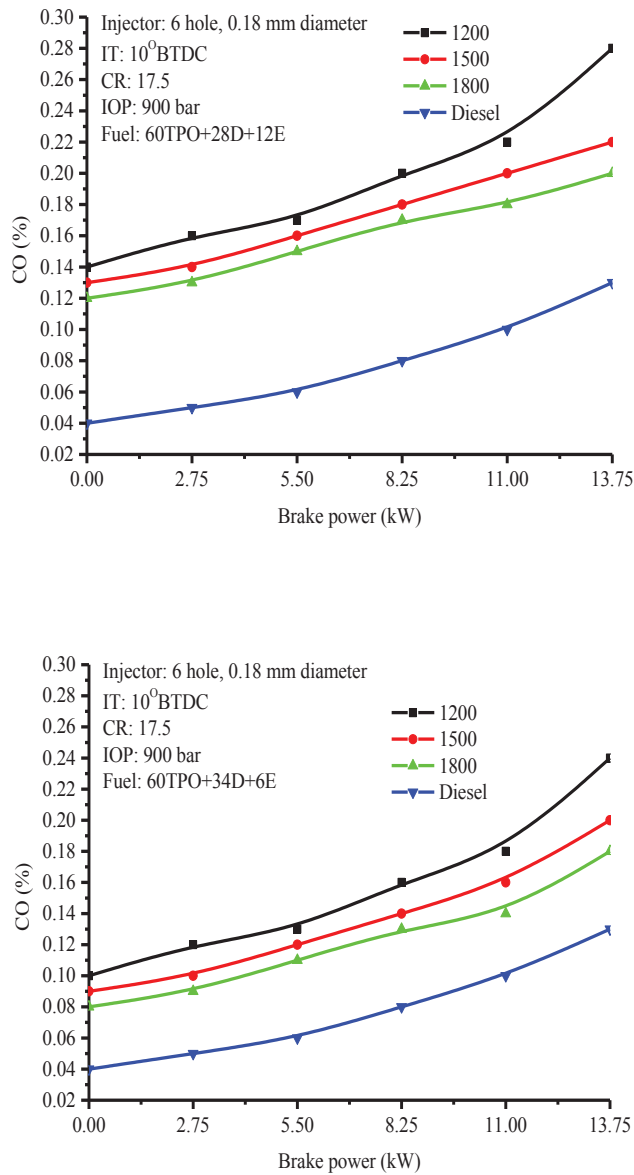 0.30
0.28
0.26
0.24
0.22
0.20
0.18
0.16
0.14
0.12
0.10
0.08
0.06
0.04
0.02
CO (%)
Injector: 6 hole, 0.18 mm diameter
IT: 10OBTDC
CR: 17.5
IOP: 900 bar
Fuel: 60TPO+28D+12E
1200
1500
1800
Diesel
0.00 2.75 5.50 8.25 11.00 13.75
Brake power (kW)
0.30
0.28
0.26
0.24
0.22
0.20
0.18
0.16
0.14
0.12
0.10
0.08
0.06
0.04
0.02
CO (%)
Injector: 6 hole, 0.18 mm diameter
IT: 10OBTDC
CR: 17.5
IOP: 900 bar
Fuel: 60TPO+34D+6E
1200
1500
1800
Diesel
0.00 2.75 5.50 8.25 11.00 13.75
Brake power (kW)